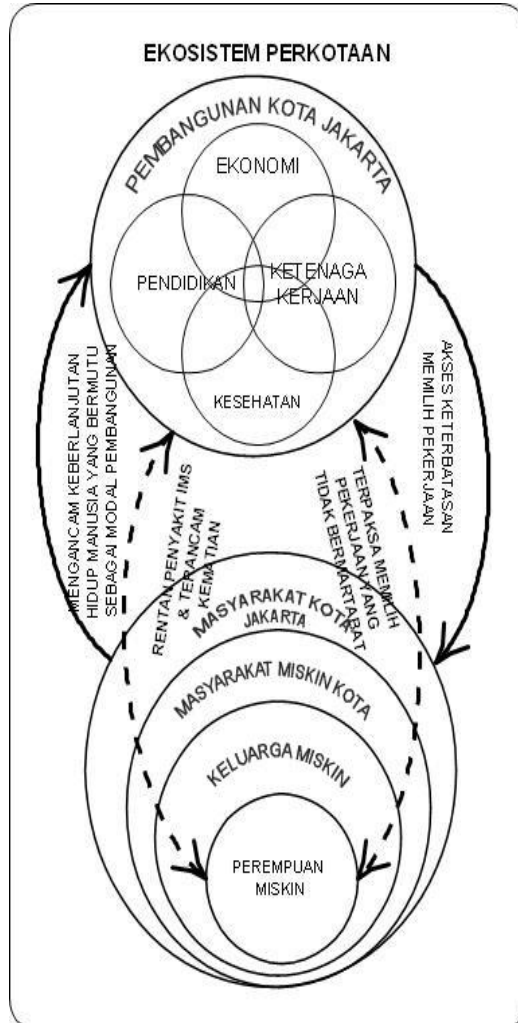 EKOSISTEM PERKOTAAN
PEMBANGUNAN KOTA JAKARTA
EKONOMI
PENDIDIKAN
KETENAGA
KERJAAN
KESEHATAN
MENGANCAM KEBERLANJUTAN
HIDUP MANUSIA YANG BERMUTU
SEBAGAI MODAL PEMBANGUNAN
AKSES KETERBATASAN
MEMILIH PEKERJAAN
RENTAN PENYAKIT IMS
& TERANCAM
KEMATIAN
TERPAKSA MEMILIH
PEKERJAAN YANG
TIDAK BERMARTABAT
MASYARAKAT KOTA
JAKARTA
MASYARAKAT MISKIN KOTA
KELUARGA MISKIN
PEREMPUAN
MISKIN